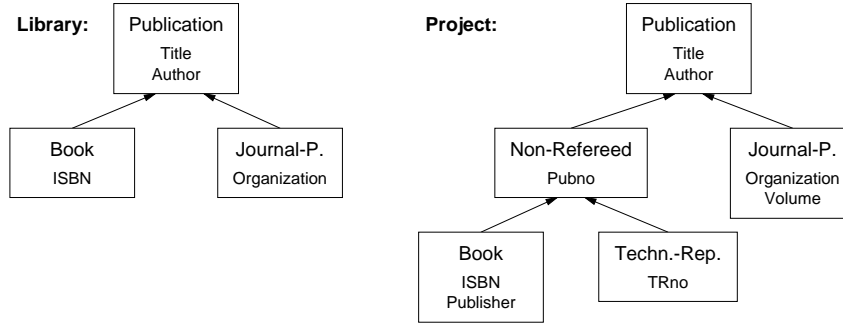 Library:
Publication
Title
Author
Book
ISBN
Journal-P.
Organization
Project:
Publication
Title
Author
Non-Refereed
Pubno
Journal-P.
Organization
Volume
Book
ISBN
Publisher
Techn.-Rep.
TRno